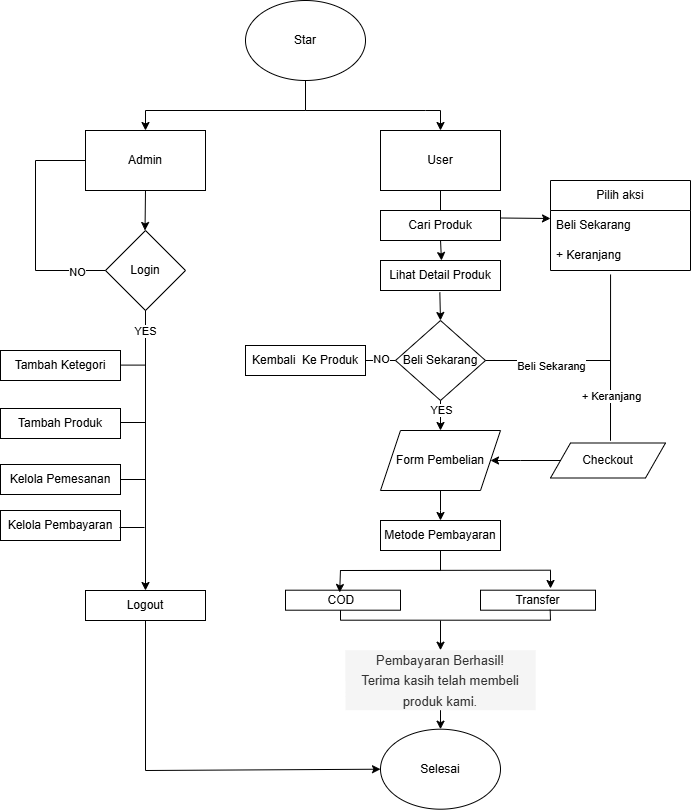 Star
Admin
User
Pilih aksi
Beli Sekarang
+ Keranjang
Cari Produk
Login
NO
Lihat Detail Produk
YES
Tambah Ketegori
Kembali Ke Produk
NO
Beli Sekarang
Beli Sekarang
+ Keranjang
YES
Tambah Produk
Form Pembelian
Checkout
Kelola Pemesanan
Kelola Pembayaran
Metode Pembayaran
Logout
COD
Transfer
Pembayaran Berhasil!
Terima kasih telah membeli
produk kami.
Selesai